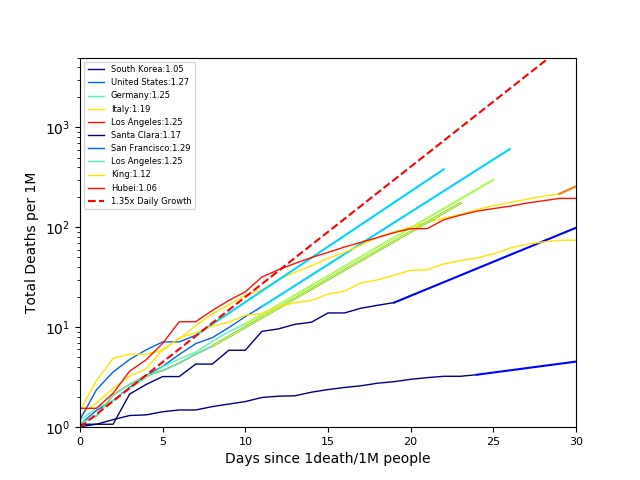 South Korea:1.05
United States:1.27
Germany:1.25
Italy:1.19
Los Angeles:1.25
Santa Clara:1.17
San Francisco:1.29
Los Angeles:1.25
King:1.12
Hubei:1.06
1.35x Daily Growth
Total Deaths per 1M
10³
10²
10¹
10⁰
0 5 10 15 20 25 30
Days since 1death/1M people